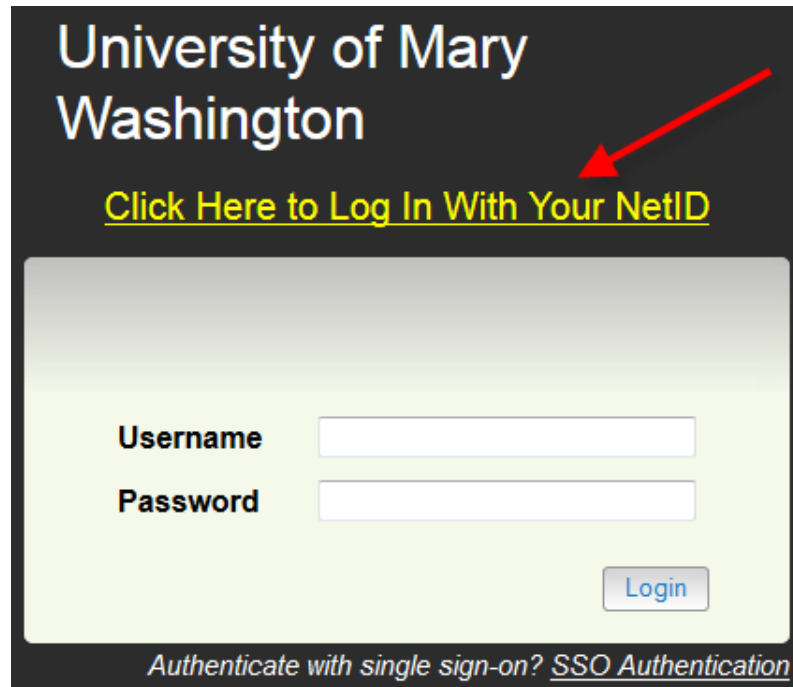 University of Mary
Washington
Click Here to Log In With Your NetID
Username
Password
Login
Authenticate with single sign-on? SSO Authentication